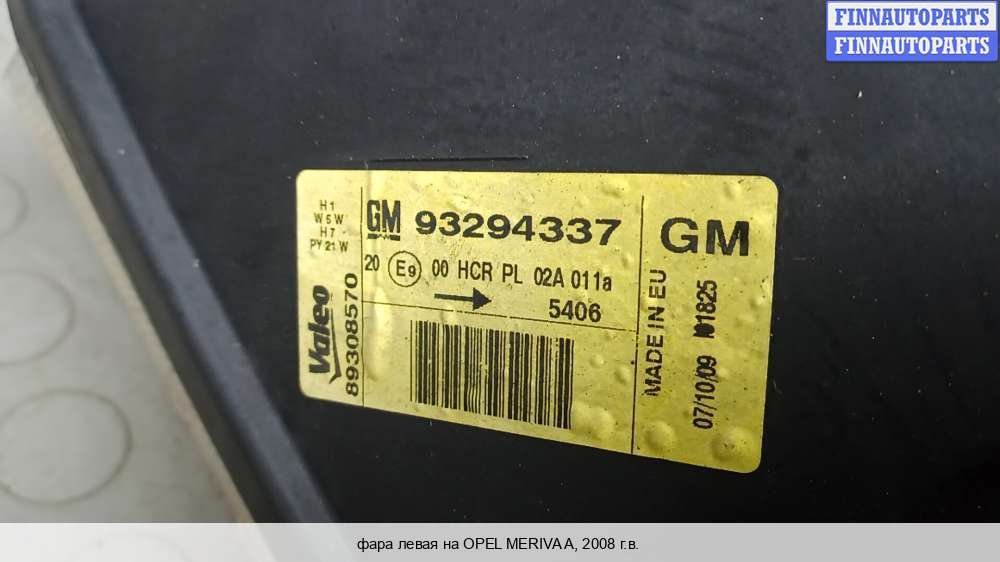 FINNAUTOPARTS
FINNAUTOPARTS
H1
W5W
H7
PY21W
GM 93294337
20 E9 00 HCR PL 02A 011a
5406
Valeo
89308570
GM
MADE IN EU
07/10/09 101825
фара левая на OPEL MERIVA A, 2008 г.в.